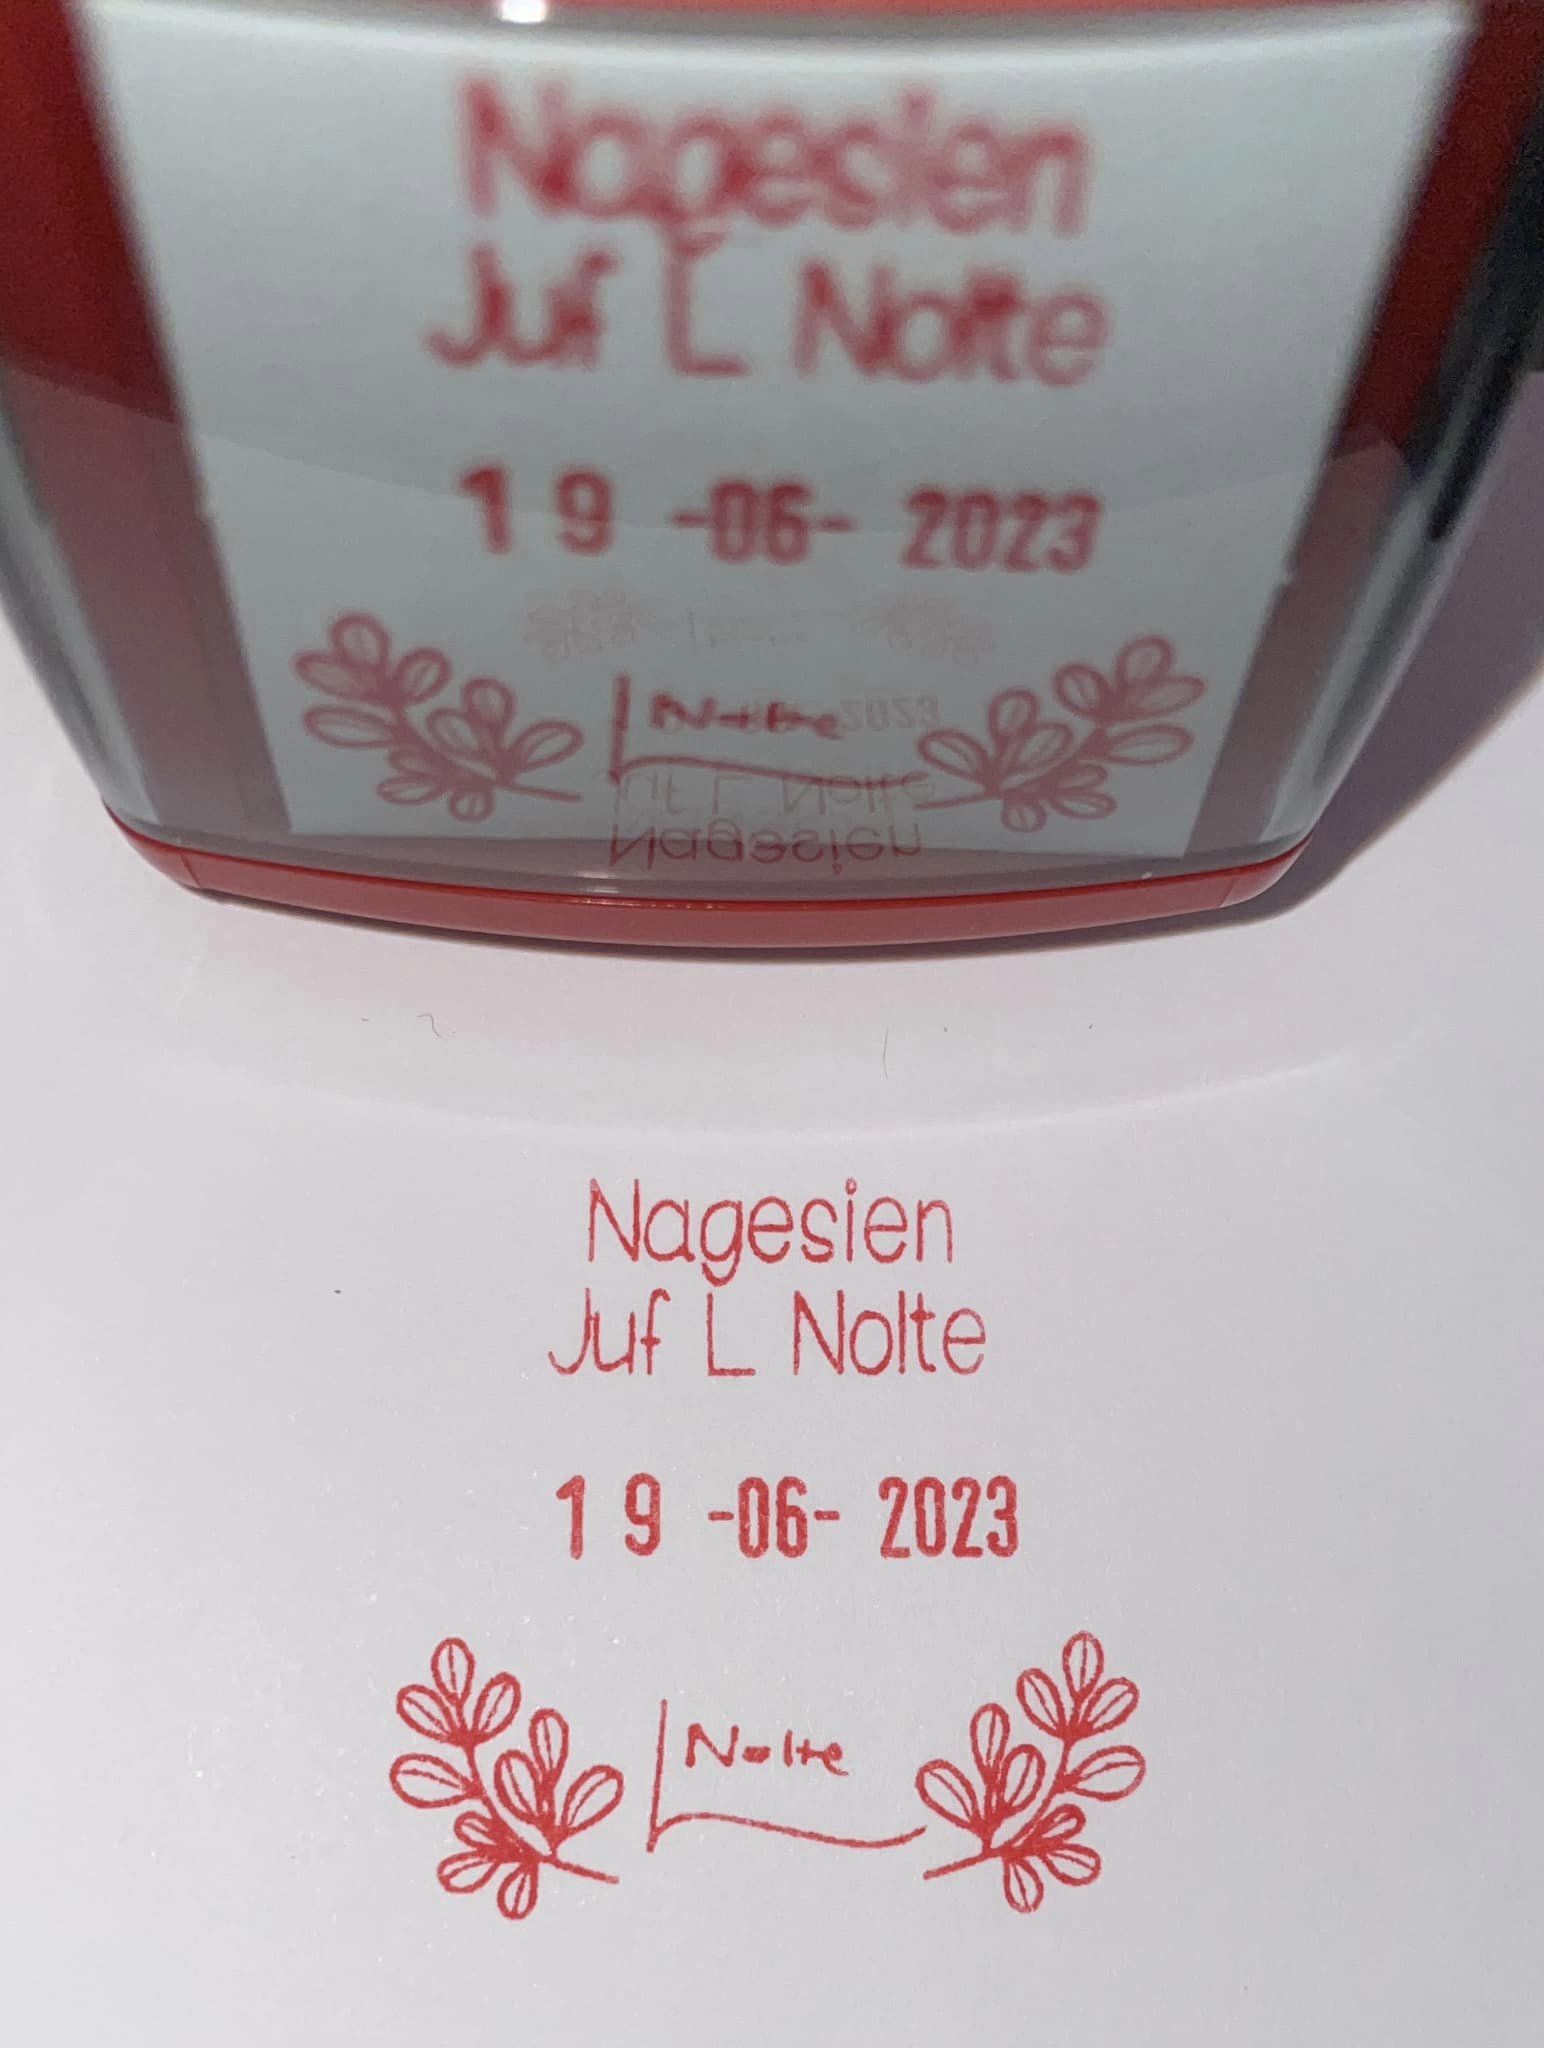 Nagesien
Juf L Nolte
19 -06- 2023
Nolte
Nagesien
Juf L Nolte
19 -06- 2023
L Nolte